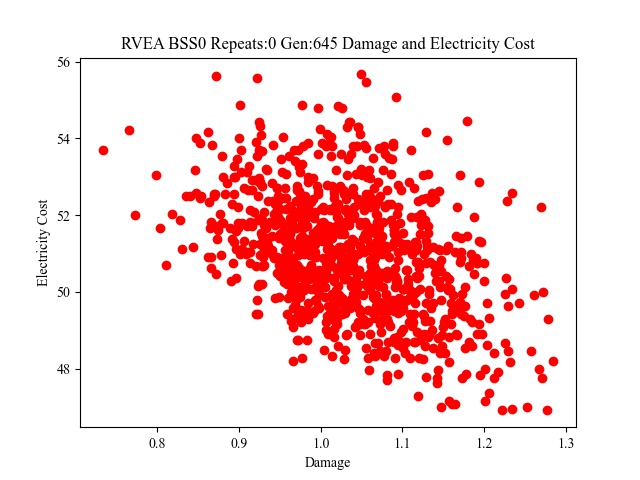 RVEA BSS0 Repeats:0 Gen:645 Damage and Electricity Cost
56
54
52
50
48
Electricity Cost
0.8 0.9 1.0 1.1 1.2 1.3
Damage